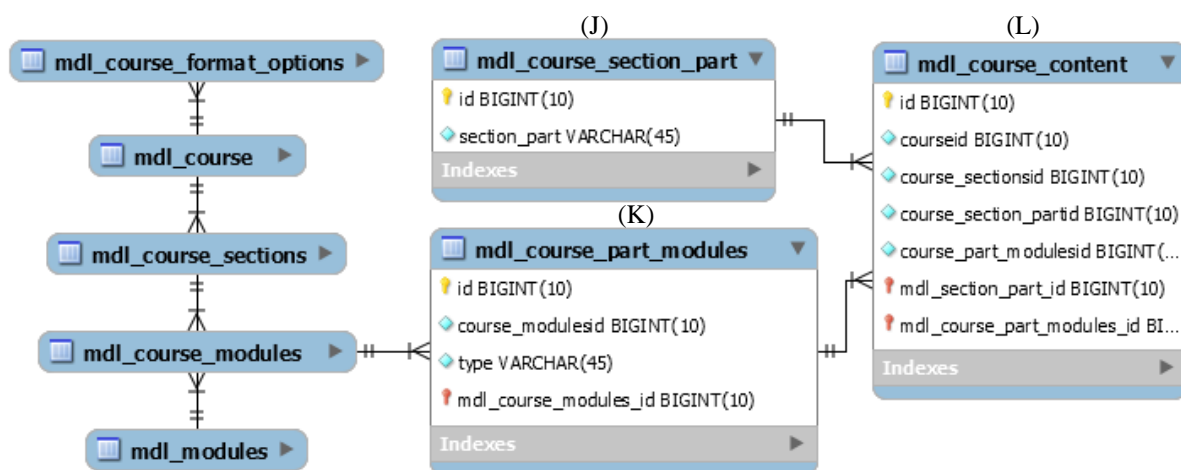 mdl_course_format_options
mdl_course
mdl_course_sections
mdl_course_modules
mdl_modules
(J)
mdl_course_section_part
id BIGINT(10)
section_part VARCHAR(45)
Indexes
(K)
mdl_course_part_modules
id BIGINT(10)
course_modulesid BIGINT(10)
type VARCHAR(45)
mdl_course_modules_id BIGINT(10)
Indexes
(L)
mdl_course_content
id BIGINT(10)
courseid BIGINT(10)
course_sectionsid BIGINT(10)
course_section_partid BIGINT(10)
course_part_modulesid BIGINT(...
mdl_section_part_id BIGINT(10)
mdl_course_part_modules_id BI...
Indexes